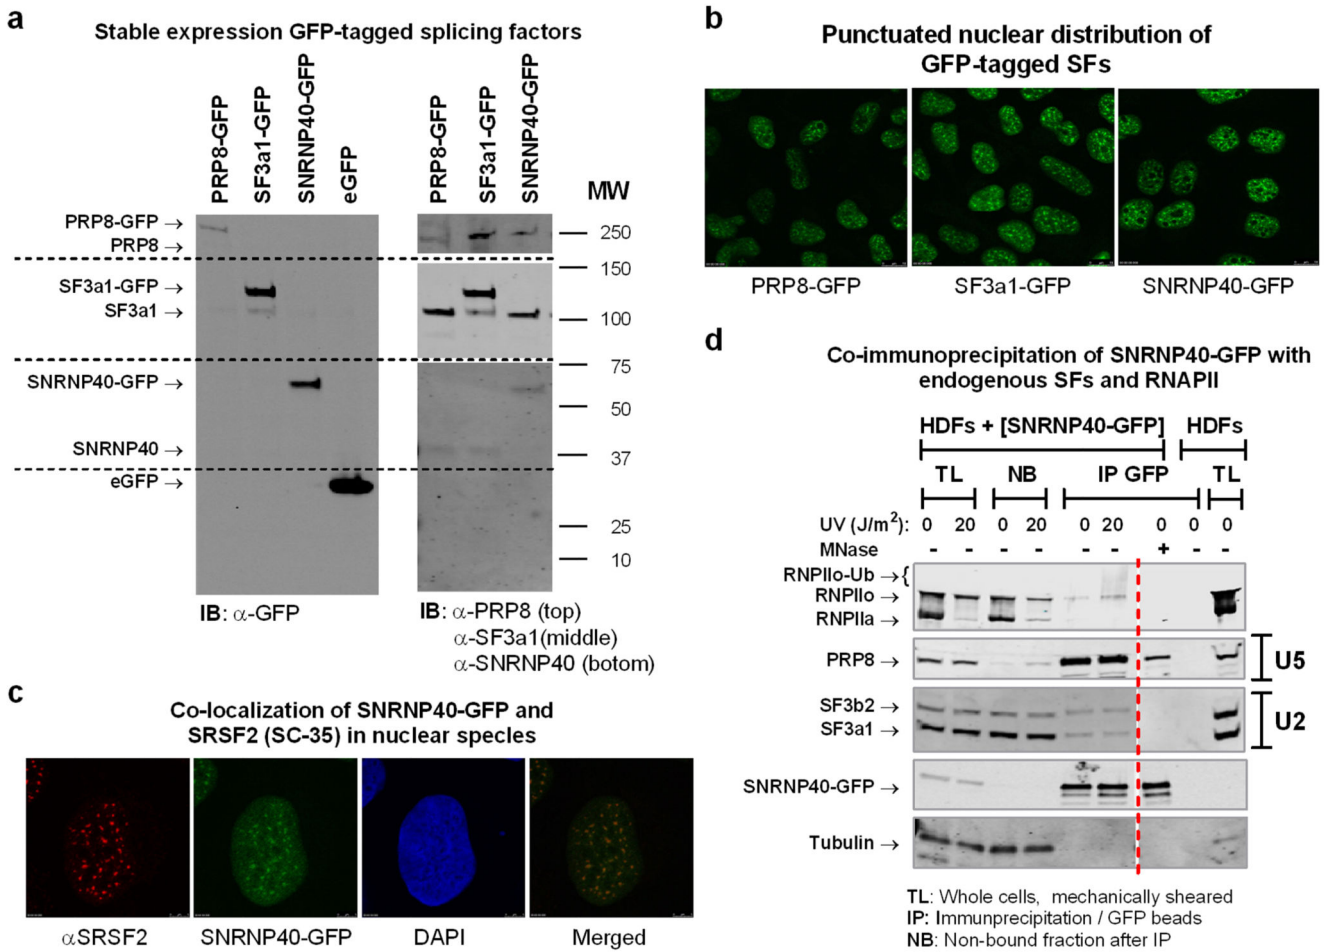 a
Stable expression GFP-tagged splicing factors
PRP8-GFP
SF3a1-GFP
SNRNP40-GFP
eGFP
PRP8-GFP
SF3a1-GFP
SNRNP40-GFP
MW
PRP8-GFP →
PRP8 →
SF3a1-GFP →
SF3a1 →
SNRNP40-GFP →
SNRNP40 →
eGFP →
250
150
100
75
50
37
25
10
IB: α-GFP
IB: α-PRP8 (top)
α-SF3a1(middle)
α-SNRNP40 (botom)
b
Punctuated nuclear distribution of
GFP-tagged SFs
PRP8-GFP
SF3a1-GFP
SNRNP40-GFP
c
Co-localization of SNRNP40-GFP and
SRSF2 (SC-35) in nuclear specles
αSRSF2
SNRNP40-GFP
DAPI
Merged
d
Co-immunoprecipitation of SNRNP40-GFP with
endogenous SFs and RNAPII
HDFs + [SNRNP40-GFP] HDFs
TL NB IP GFP TL
UV (J/m²): 0 20 0 20 0 20 0 0 0
MNase - - - - - - + - -
RNPIIo-Ub → {
RNPIIo →
RNPIIa →
PRP8 →
U5
SF3b2 →
SF3a1 →
U2
SNRNP40-GFP →
Tubulin →
TL: Whole cells, mechanically sheared
IP: Immunprecipitation / GFP beads
NB: Non-bound fraction after IP